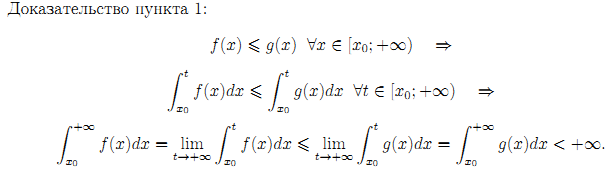 Доказательство пункта 1:
f(x) ⩽ g(x) ∀x ∈ [x₀; +∞) ⇒
∫_{x₀}^{t} f(x)dx ⩽ ∫_{x₀}^{t} g(x)dx ∀t ∈ [x₀; +∞) ⇒
∫_{x₀}^{+∞} f(x)dx = lim_{t→+∞} ∫_{x₀}^{t} f(x)dx ⩽ lim_{t→+∞} ∫_{x₀}^{t} g(x)dx = ∫_{x₀}^{+∞} g(x)dx < +∞.